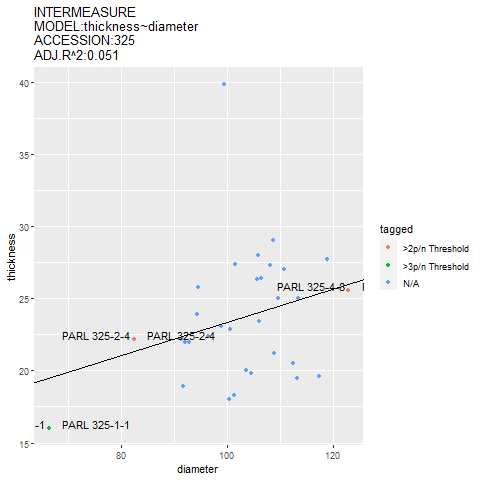 INTERMEASURE
MODEL:thickness~diameter
ACCESSION:325
ADJ.R^2:0.051
40
35
30
25
20
15
thickness
PARL 325-4-3
PARL 325-2-4
PARL 325-2-4
-1
PARL 325-1-1
80
100
120
diameter
tagged
>2p/n Threshold
>3p/n Threshold
N/A